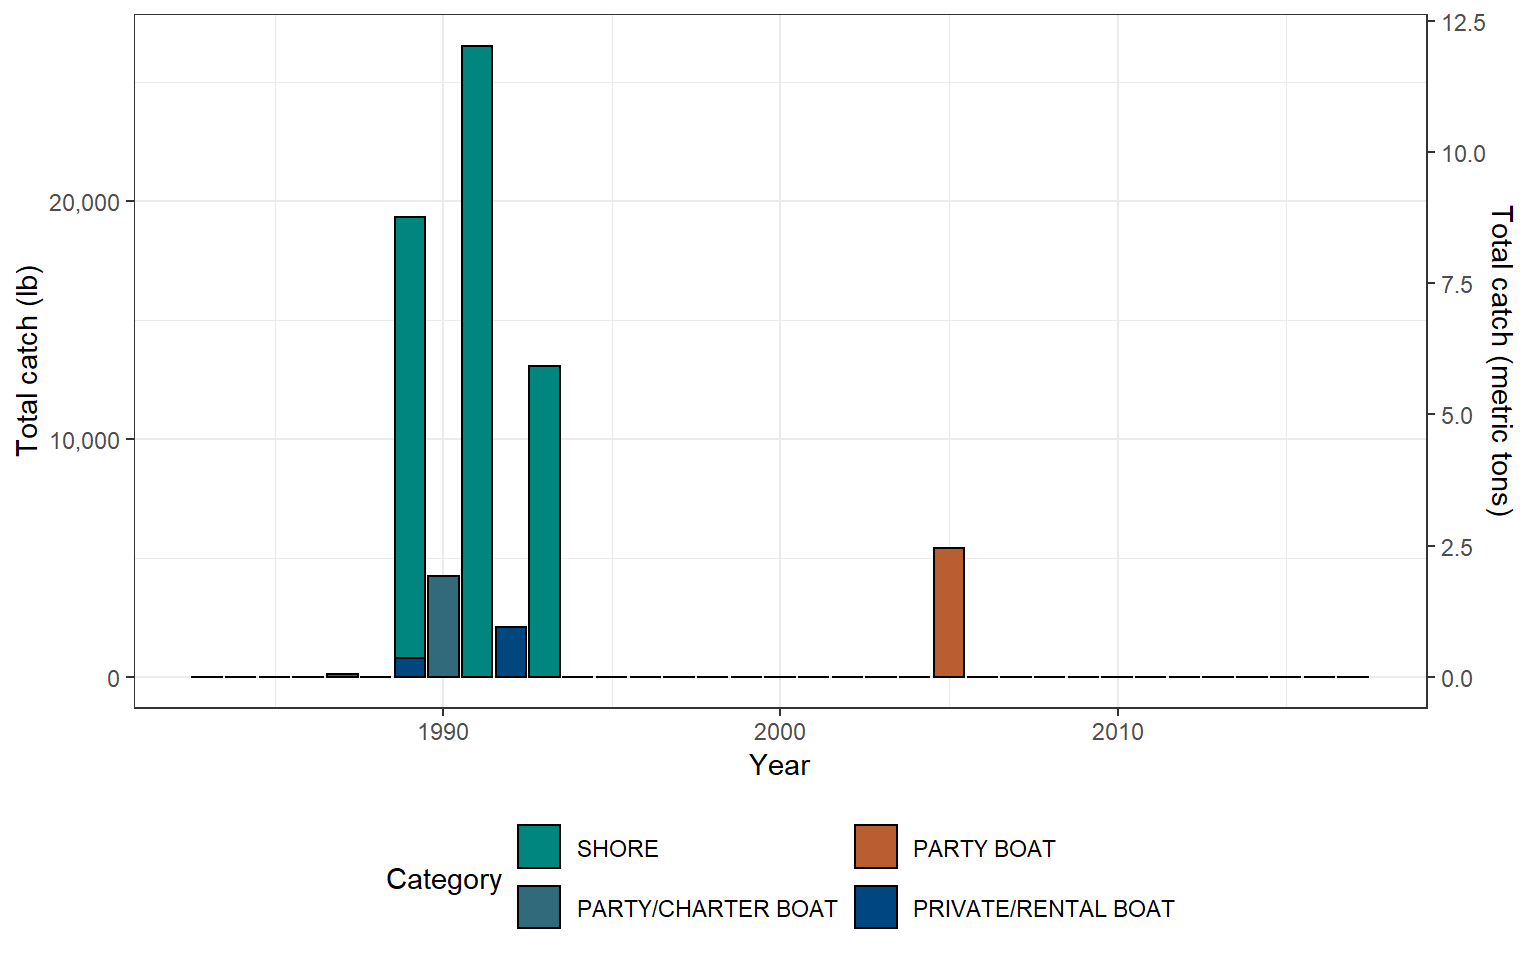 Total catch (lb)
20,000
10,000
0
12.5
10.0
7.5
5.0
2.5
0.0
Total catch (metric tons)
1990 2000 2010
Year
Category
SHORE
PARTY BOAT
PARTY/CHARTER BOAT
PRIVATE/RENTAL BOAT